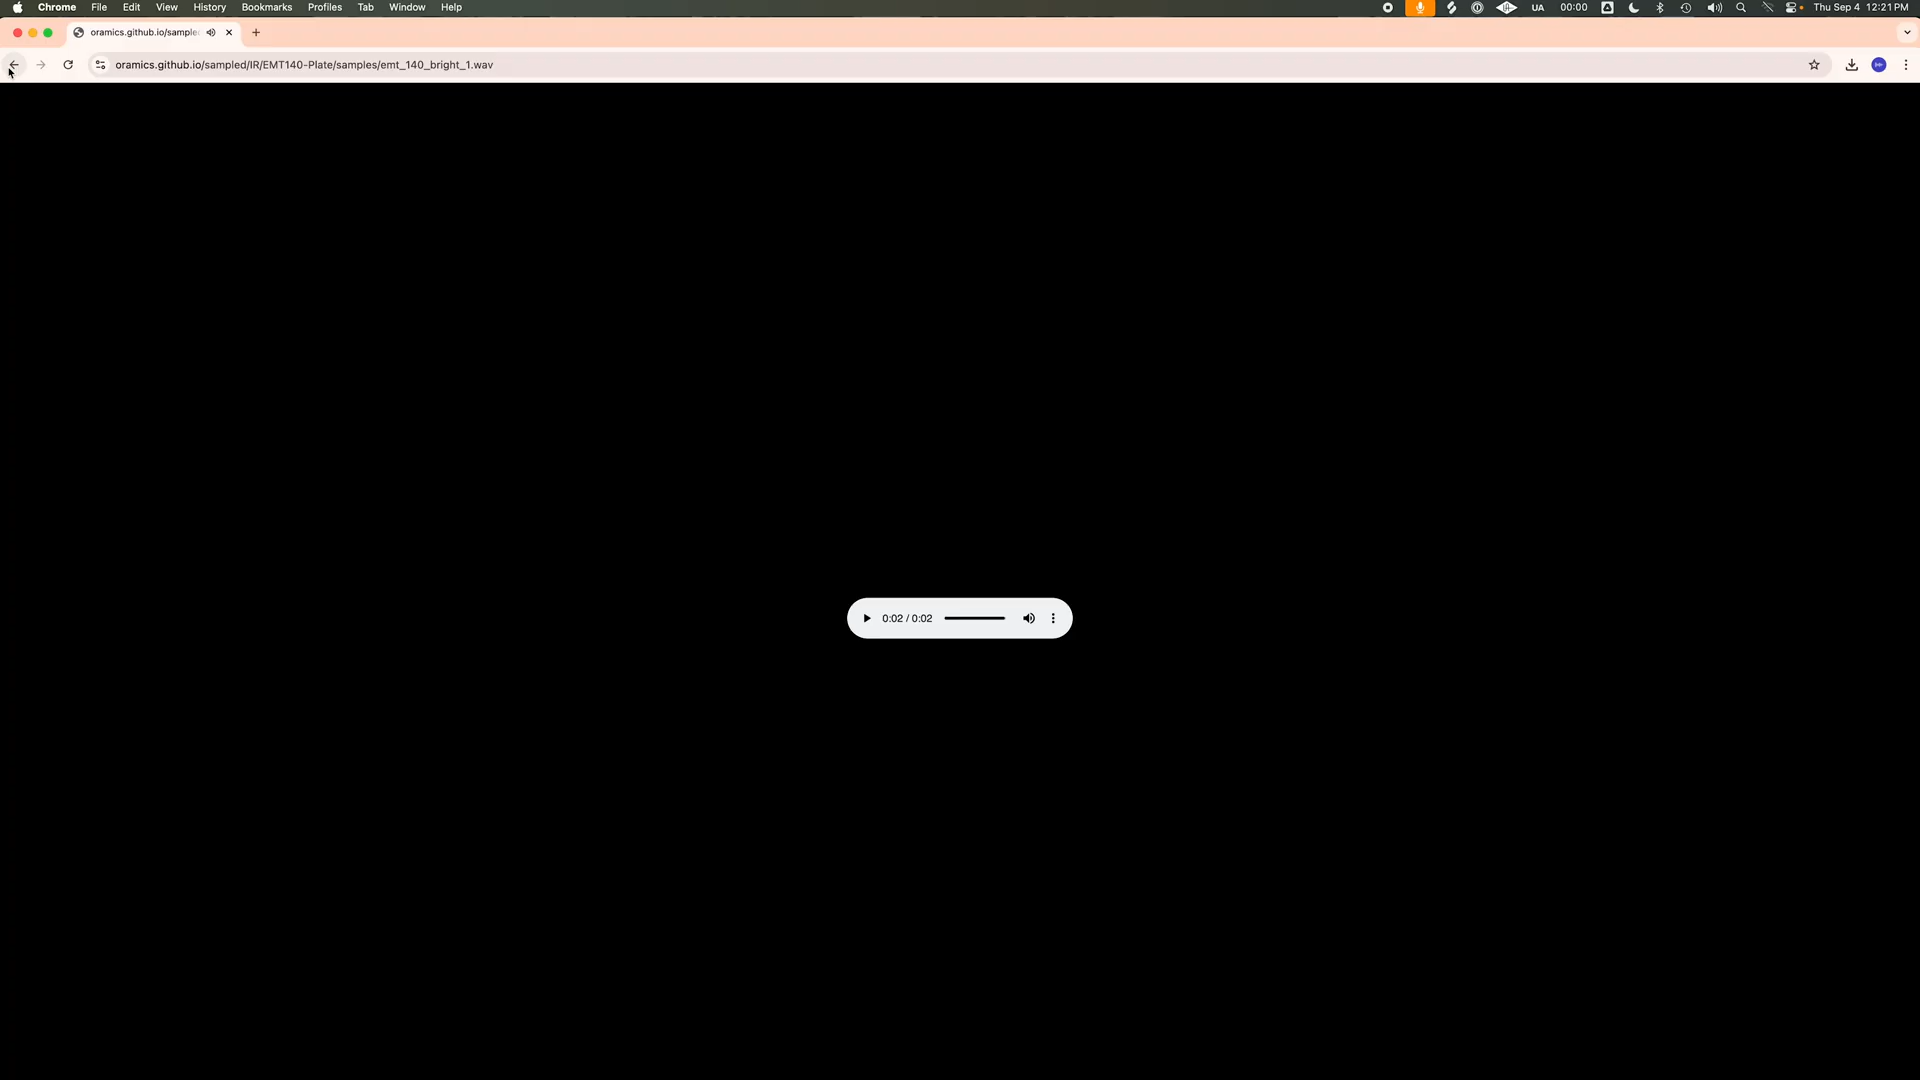 Chrome File Edit View History Bookmarks Profiles Tab Window Help UA 00:00 Thu Sep 4 12:21 PM
oramics.github.io/sample
oramics.github.io/sampled/IR/EMT140-Plate/samples/emt_140_bright_1.wav
0:02 / 0:02